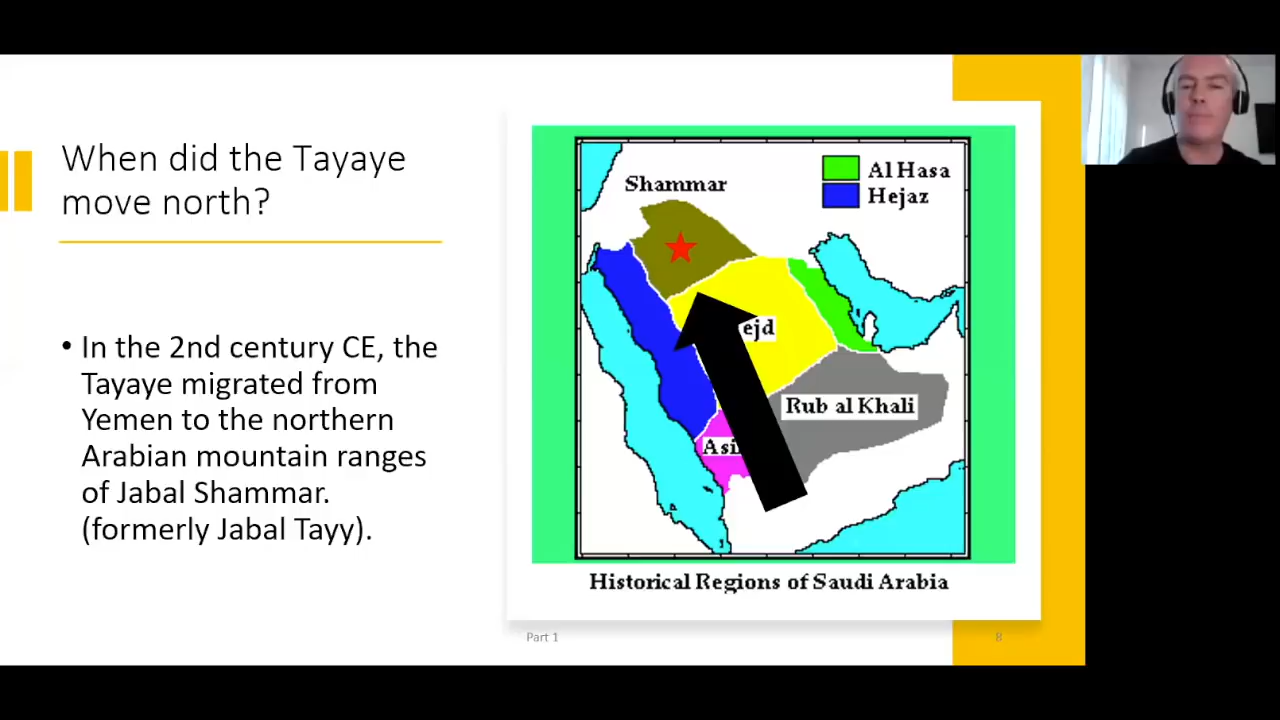 When did the Tayaye
move north?
• In the 2nd century CE, the
Tayaye migrated from
Yemen to the northern
Arabian mountain ranges
of Jabal Shammar.
(formerly Jabal Tayy).
Shammar
Al Hasa
Hejaz
ejd
Rub al Khali
Asi
Historical Regions of Saudi Arabia
Part 1
8